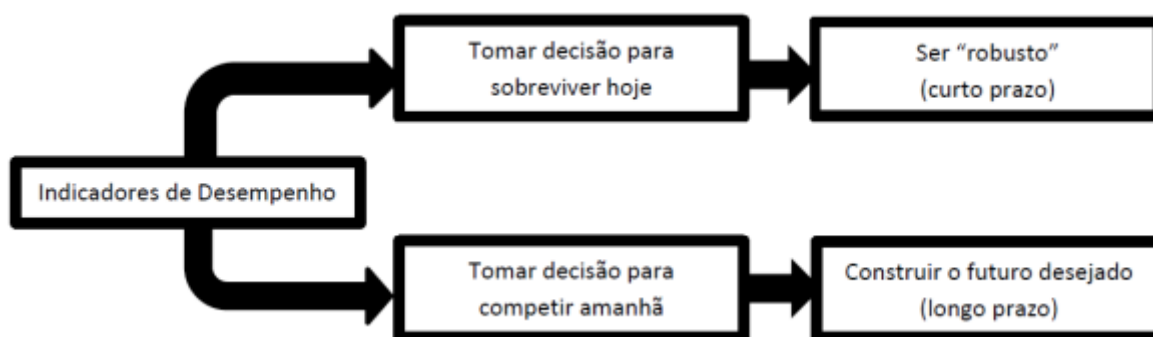 Tomar decisão para
sobreviver hoje
Ser “robusto”
(curto prazo)
Indicadores de Desempenho
Tomar decisão para
competir amanhã
Construir o futuro desejado
(longo prazo)